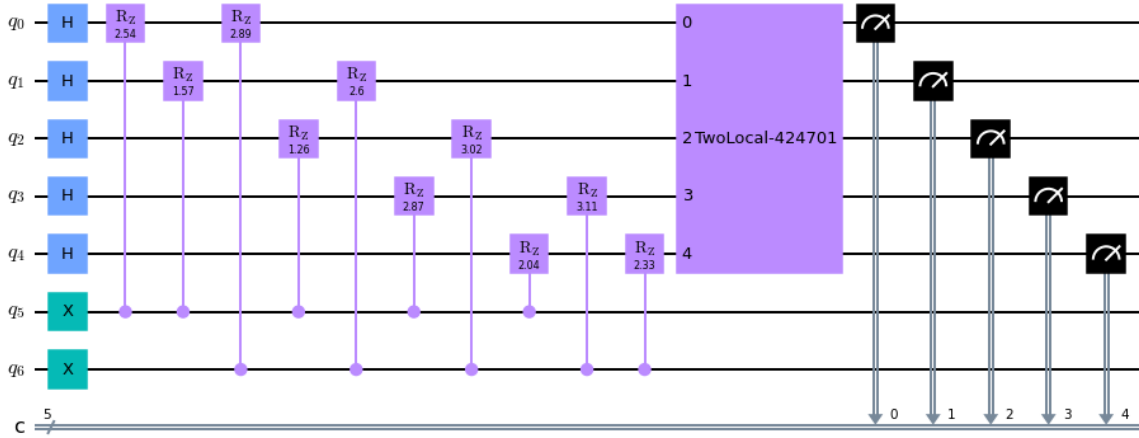 q0 H RZ 2.54 RZ 2.89 0
q1 H RZ 1.57 RZ 2.6 1
q2 H RZ 1.26 RZ 3.02 2 TwoLocal-424701
q3 H RZ 2.87 RZ 3.11 3
q4 H RZ 2.04 RZ 2.33 4
q5 X
q6 X
C 5 0 1 2 3 4